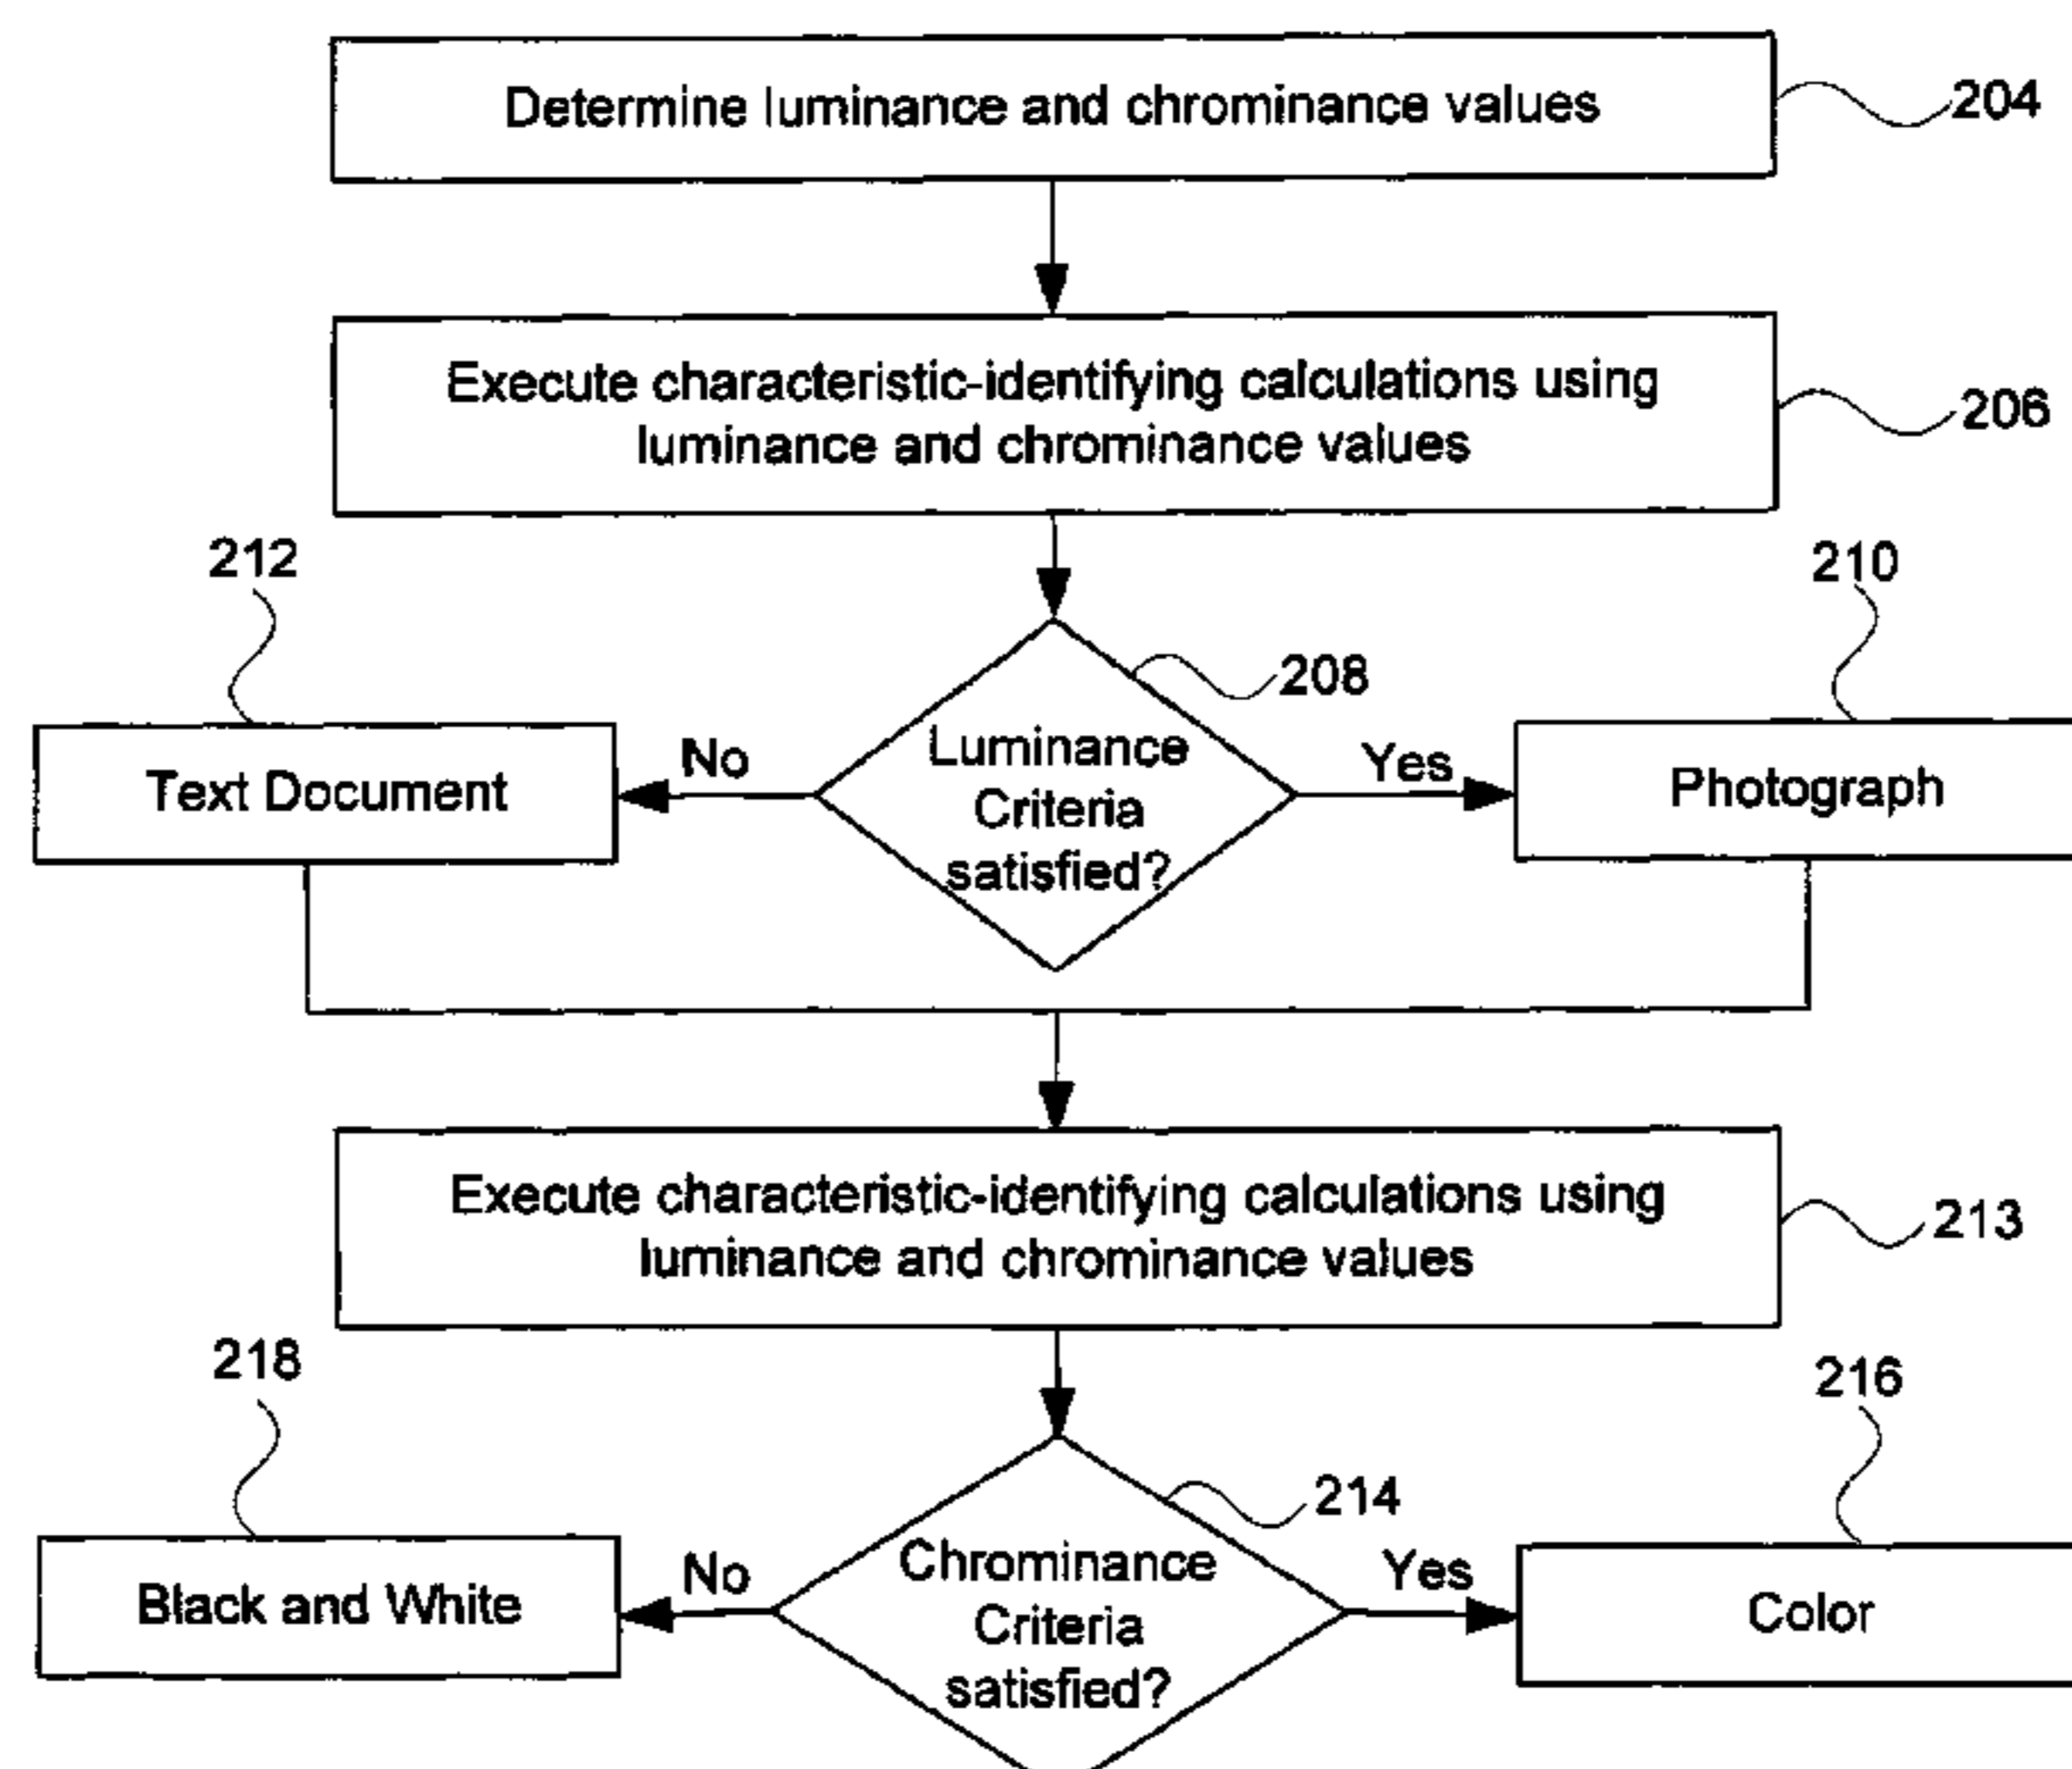 Determine luminance and chrominance values
204
Execute characteristic-identifying calculations using
luminance and chrominance values
206
212
210
208
Text Document
No
Luminance
Criteria
satisfied?
Yes
Photograph
Execute characteristic-identifying calculations using
luminance and chrominance values
213
218
216
214
Black and White
No
Chrominance
Criteria
satisfied?
Yes
Color